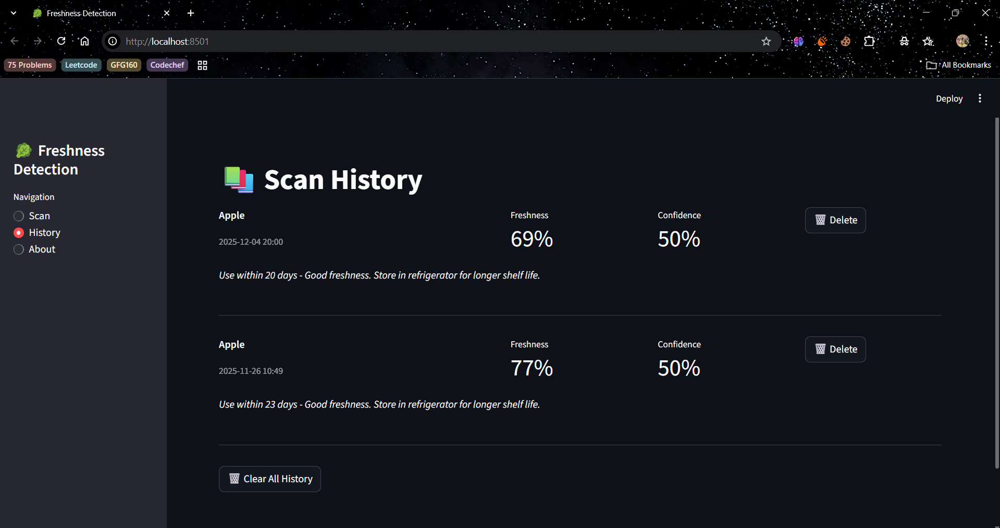 Freshness Detection
http://localhost:8501
75 Problems Leetcode GFG160 Codechef
All Bookmarks
Deploy
Freshness
Detection
Navigation
Scan
History
About
Scan History
Apple Freshness Confidence Delete
2025-12-04 20:00 69% 50%
Use within 20 days - Good freshness. Store in refrigerator for longer shelf life.
Apple Freshness Confidence Delete
2025-11-26 10:49 77% 50%
Use within 23 days - Good freshness. Store in refrigerator for longer shelf life.
Clear All History